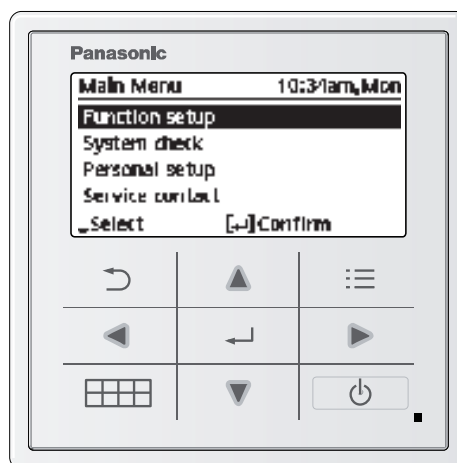 Panasonic
Main Menu 10:34am,Mon
Function setup
System check
Personal setup
Service contact
Select [↵]Confirm